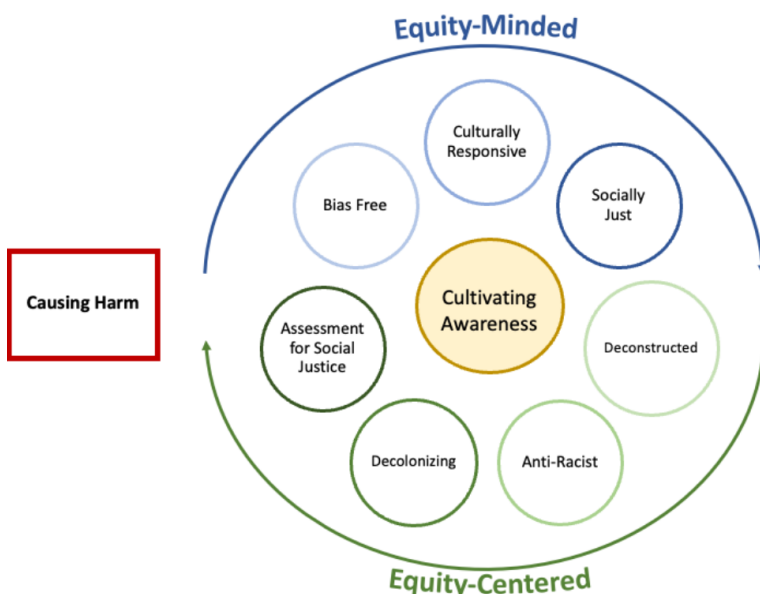 Equity-Minded
Culturally
Responsive
Bias Free
Socially
Just
Causing Harm
Cultivating
Awareness
Assessment
for Social
Justice
Deconstructed
Decolonizing
Anti-Racist
Equity-Centered